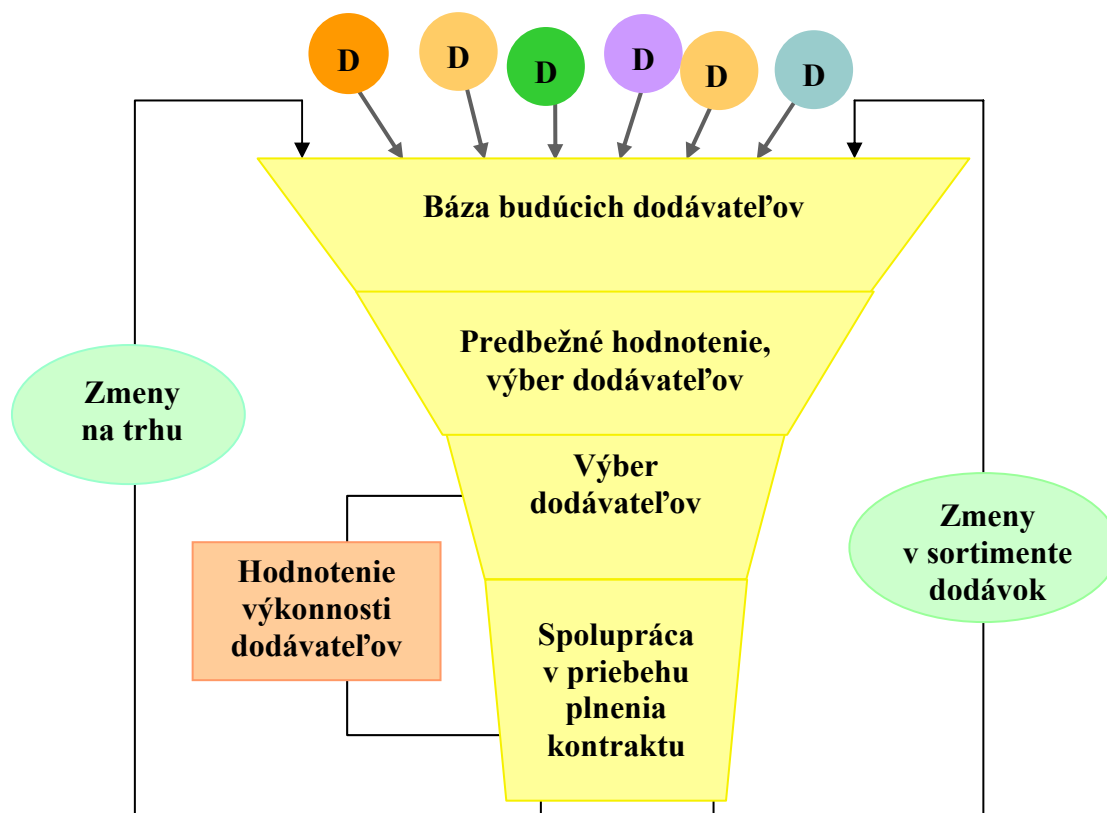 D
D
D
D
D
D
Báza budúcich dodávateľov
Predbežné hodnotenie,
výber dodávateľov
Zmeny
na trhu
Výber
dodávateľov
Zmeny
v sortimente
dodávok
Hodnotenie
výkonnosti
dodávateľov
Spolupráca
v priebehu
plnenia
kontraktu